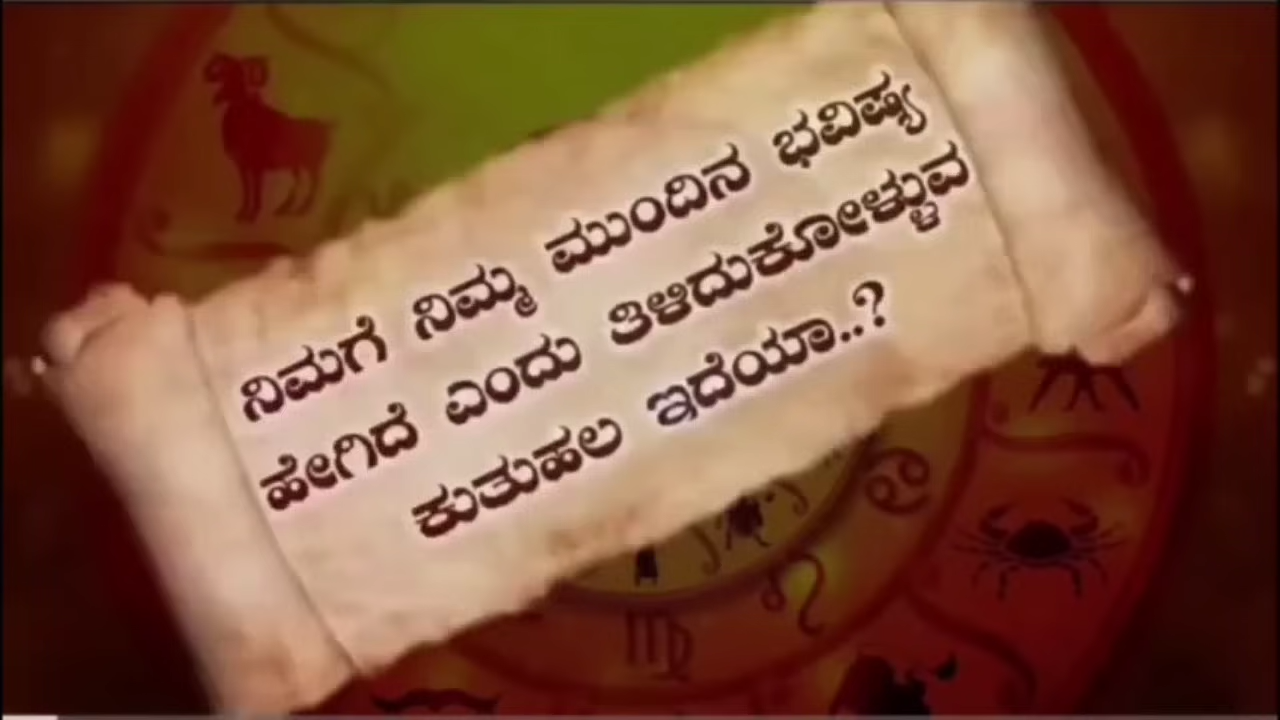 ನಿಮಗೆ ನಿಮ್ಮ ಮುಂದಿನ ಭವಿಷ್ಯ
ಹೇಗಿದೆ ಎಂದು ತಿಳಿದುಕೋಳ್ಳುವ
ಕುತುಹಲ ಇದೆಯಾ..?